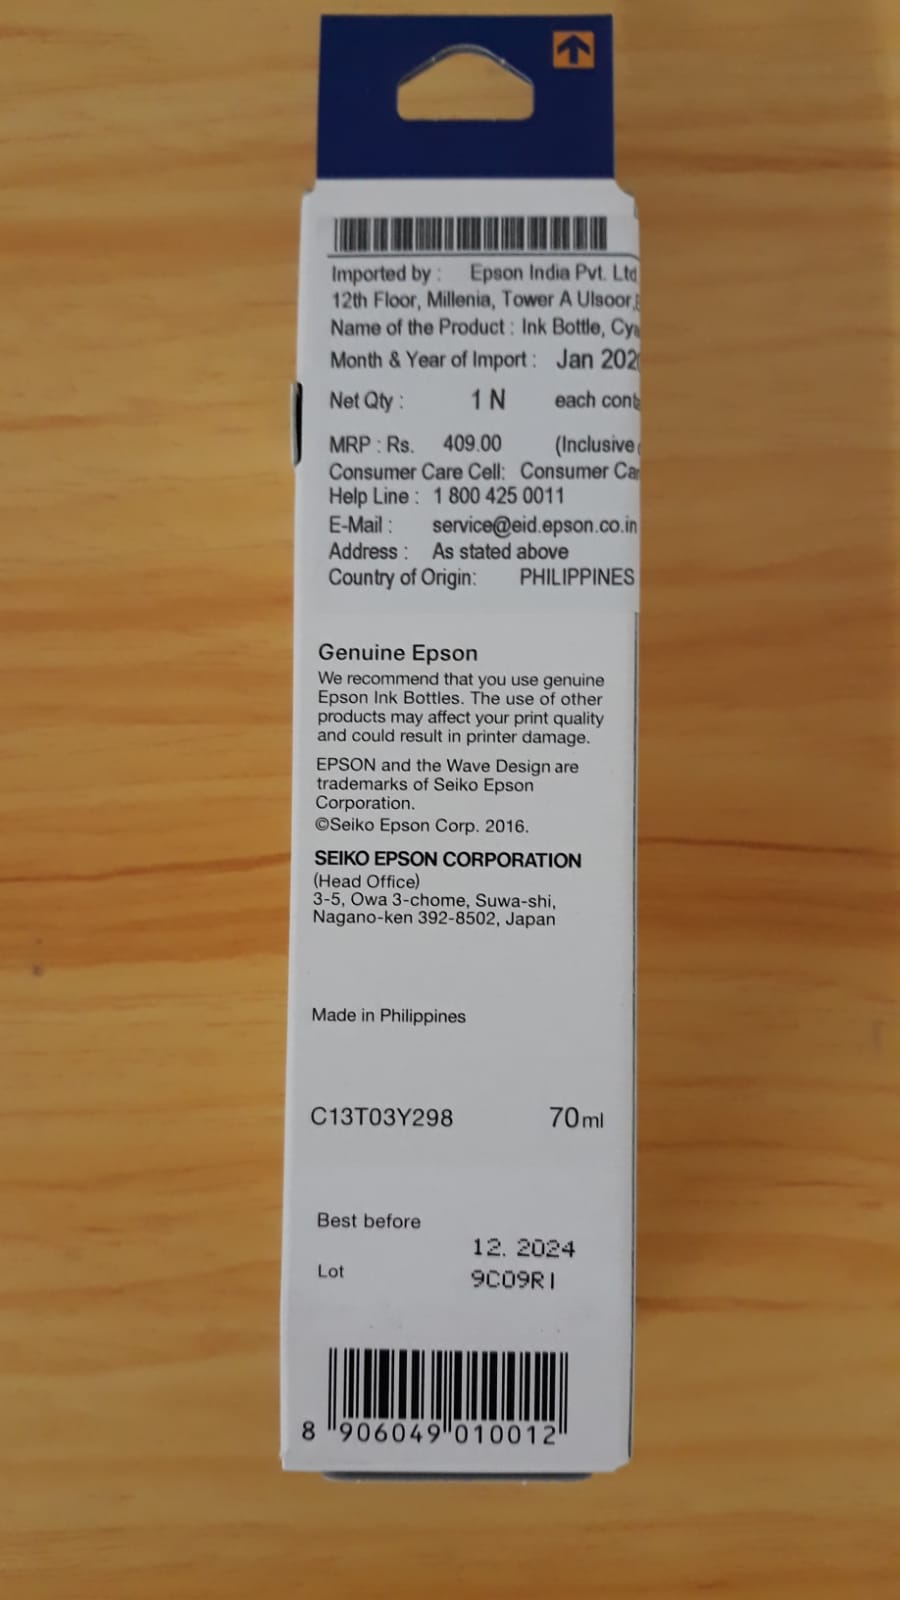 Imported by : Epson India Pvt. Ltd
12th Floor, Millenia, Tower A Ulsoor,
Name of the Product : Ink Bottle,
Month & Year of Import : Jan
Net Qty : 1 N each
MRP : Rs. 409.00 (Inclusive
Consumer Care Cell: Consumer
Help Line : 1 800 425 0011
E-Mail : service@eid.epson.co.in
Address : As stated above
Country of Origin: PHILIPPINES
Genuine Epson
We recommend that you use genuine
Epson Ink Bottles. The use of other
products may affect your print quality
and could result in printer damage.
EPSON and the Wave Design are
trademarks of Seiko Epson
Corporation.
©Seiko Epson Corp. 2016.
SEIKO EPSON CORPORATION
(Head Office)
3-5, Owa 3-chome, Suwa-shi,
Nagano-ken 392-8502, Japan
Made in Philippines
C13T03Y298 70ml
Best before
12. 2024
Lot 9C09R1
8 906049 010012